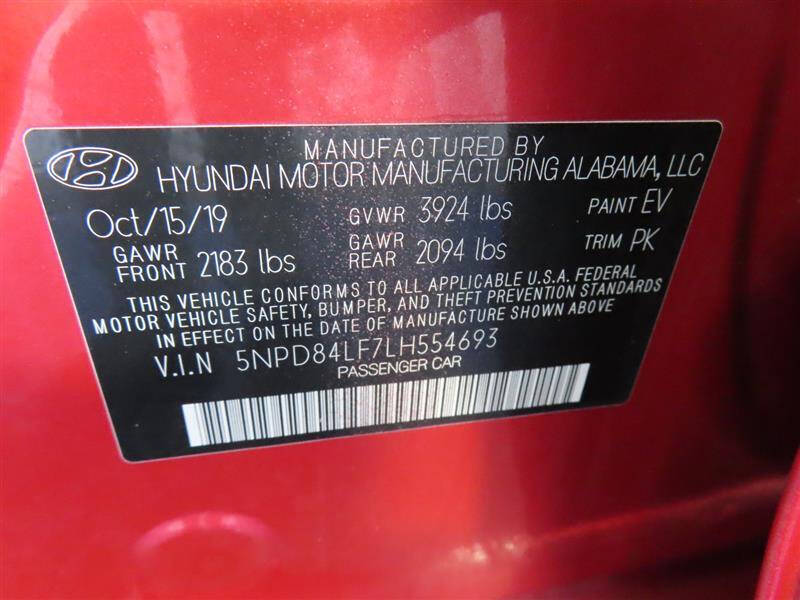 MANUFACTURED BY
HYUNDAI MOTOR MANUFACTURING ALABAMA, LLC
Oct/15/19 GVWR 3924 lbs PAINT EV
GAWR FRONT 2183 lbs GAWR REAR 2094 lbs TRIM PK
THIS VEHICLE CONFORMS TO ALL APPLICABLE U.S.A. FEDERAL
MOTOR VEHICLE SAFETY, BUMPER, AND THEFT PREVENTION STANDARDS
IN EFFECT ON THE DATE OF MANUFACTURE SHOWN ABOVE
V.I.N 5NPD84LF7LH554693
PASSENGER CAR